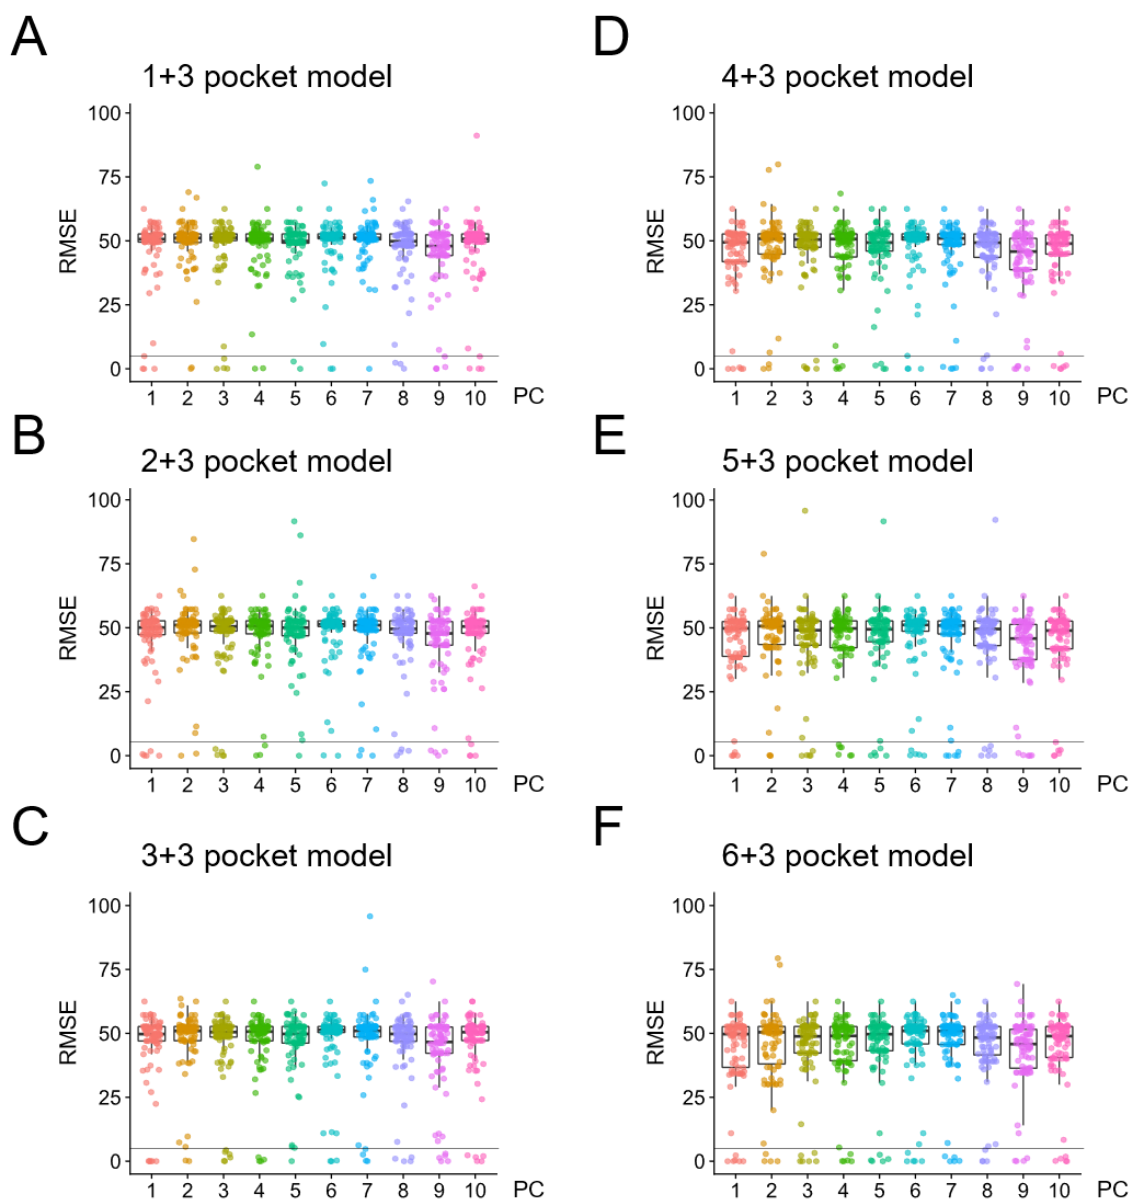 A
1+3 pocket model
100
75
50
25
0
RMSE
1 2 3 4 5 6 7 8 9 10 PC
B
2+3 pocket model
100
75
50
25
0
RMSE
1 2 3 4 5 6 7 8 9 10 PC
C
3+3 pocket model
100
75
50
25
0
RMSE
1 2 3 4 5 6 7 8 9 10 PC
D
4+3 pocket model
100
75
50
25
0
RMSE
1 2 3 4 5 6 7 8 9 10 PC
E
5+3 pocket model
100
75
50
25
0
RMSE
1 2 3 4 5 6 7 8 9 10 PC
F
6+3 pocket model
100
75
50
25
0
RMSE
1 2 3 4 5 6 7 8 9 10 PC